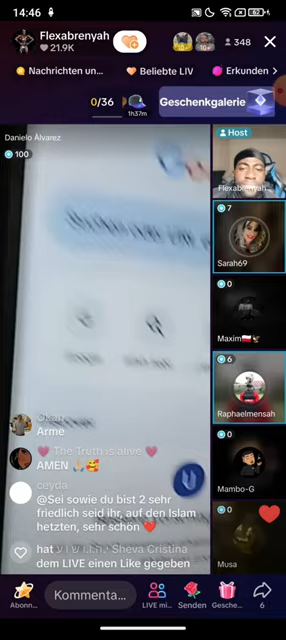 14:46
Flexabrenyah
21.9K
348
Nachrichten un...
Beliebte LIV
Erkunden
0/36
1h37m
Geschenkgalerie
Danielo Álvarez
100
Host
Flexabrenyah
7
Sarah69
0
Maxim
6
Raphaelmensah
0
Mambo-G
0
Musa
Arme
The Truth is alive
AMEN
ceyda
@Sei sowie du bist 2 sehr
friedlich seid ihr, auf den Islam
hetzten, sehr schön
hat Sheva Cristina
dem LIVE einen Like gegeben
Abonn...
Kommenta...
LIVE mi...
Senden
Gesche...
6